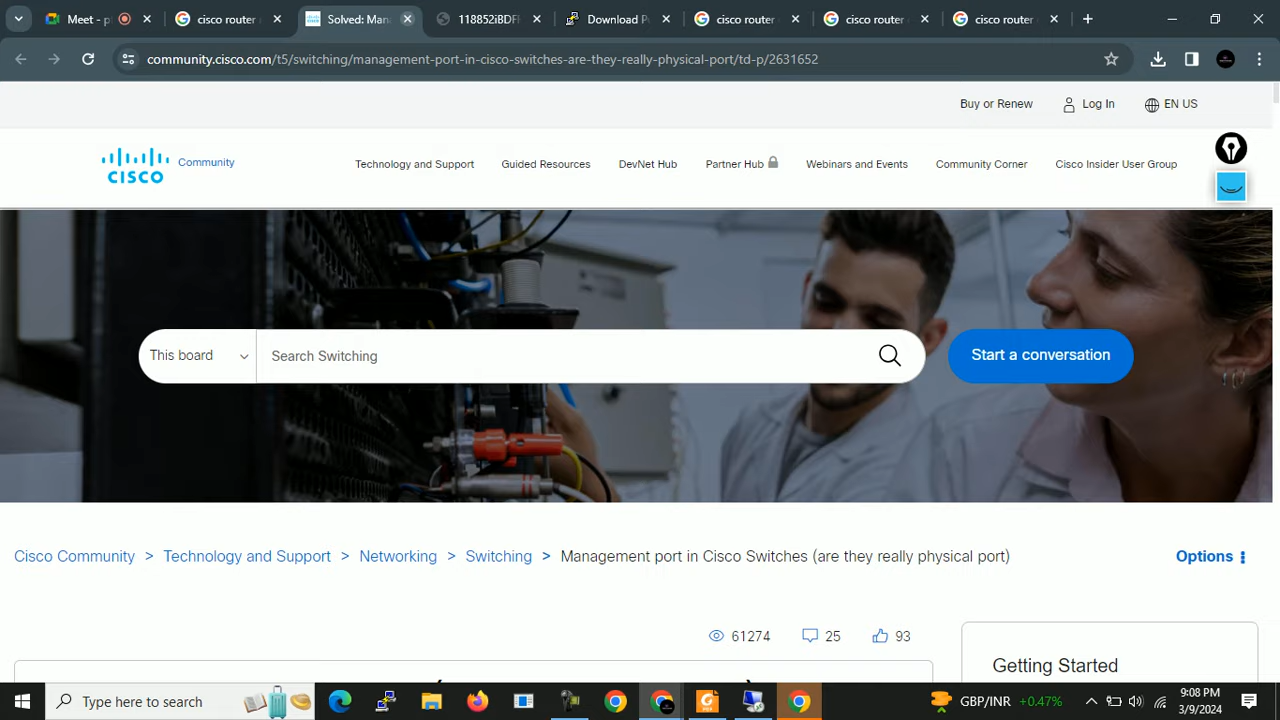 Meet - p
cisco router
Solved: Man
118852iBDF
Download P
cisco router
cisco router
cisco router
community.cisco.com/t5/switching/management-port-in-cisco-switches-are-they-really-physical-port/td-p/2631652
Buy or Renew
Log In
EN US
CISCO
Community
Technology and Support
Guided Resources
DevNet Hub
Partner Hub
Webinars and Events
Community Corner
Cisco Insider User Group
This board
Search Switching
Start a conversation
Cisco Community > Technology and Support > Networking > Switching > Management port in Cisco Switches (are they really physical port)
Options
61274
25
93
Getting Started
Type here to search
GBP/INR +0.47%
9:08 PM
3/9/2024